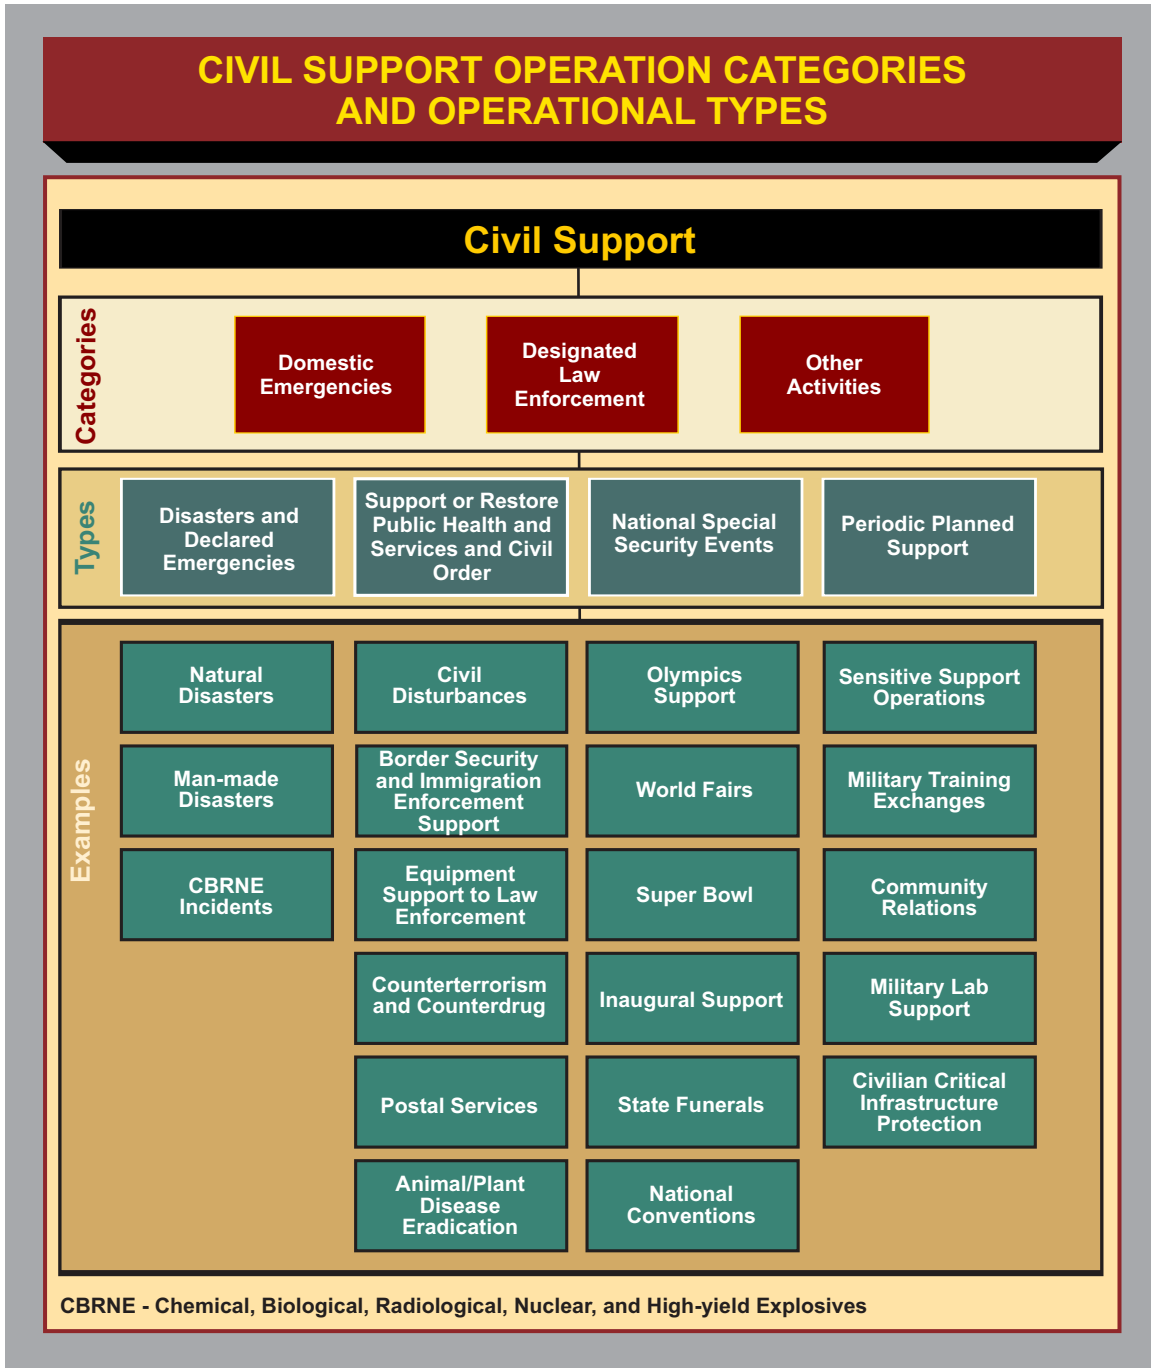 CIVIL SUPPORT OPERATION CATEGORIES
AND OPERATIONAL TYPES
Civil Support
Categories
Domestic
Emergencies
Designated
Law
Enforcement
Other
Activities
Types
Disasters and
Declared
Emergencies
Support or Restore
Public Health and
Services and Civil
Order
National Special
Security Events
Periodic Planned
Support
Examples
Natural
Disasters
Civil
Disturbances
Olympics
Support
Sensitive Support
Operations
Man-made
Disasters
Border Security
and Immigration
Enforcement
Support
World Fairs
Military Training
Exchanges
CBRNE
Incidents
Equipment
Support to Law
Enforcement
Super Bowl
Community
Relations
Counterterrorism
and Counterdrug
Inaugural Support
Military Lab
Support
Postal Services
State Funerals
Civilian Critical
Infrastructure
Protection
Animal/Plant
Disease
Eradication
National
Conventions
CBRNE - Chemical, Biological, Radiological, Nuclear, and High-yield Explosives